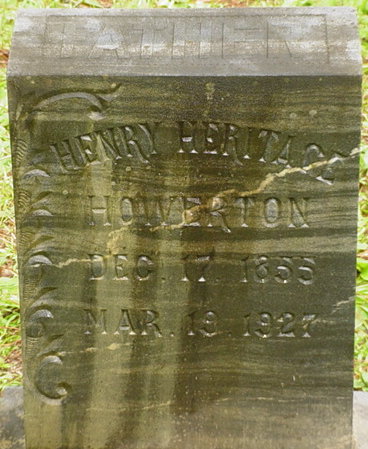 FATHER
HENRY HERITAGE
HOWERTON
DEC. 17 1855
MAR. 19 1927